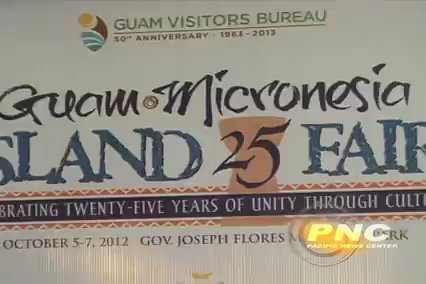 GUAM VISITORS BUREAU
50TH ANNIVERSARY · 1963-2013
Guam Micronesia
SLAND 25 FAIR
BRATING TWENTY-FIVE YEARS OF UNITY THROUGH CULTU
OCTOBER 5-7, 2012 GOV. JOSEPH FLORES
PNC
PACIFIC NEWS CENTER